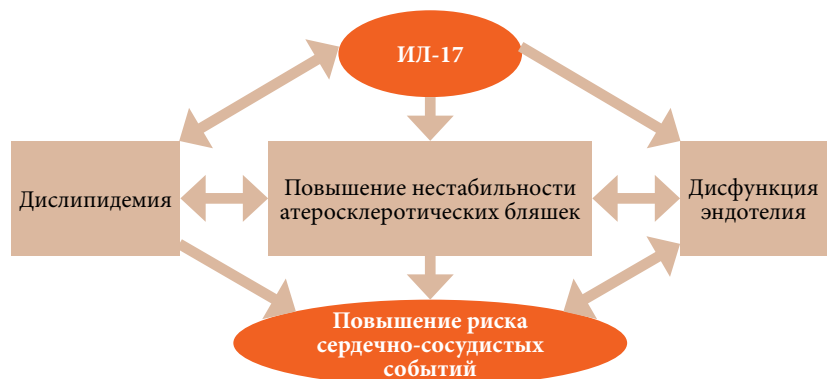 ИЛ-17
Дислипидемия
Повышение нестабильности
атеросклеротических бляшек
Дисфункция
эндотелия
Повышение риска
сердечно-сосудистых
событий